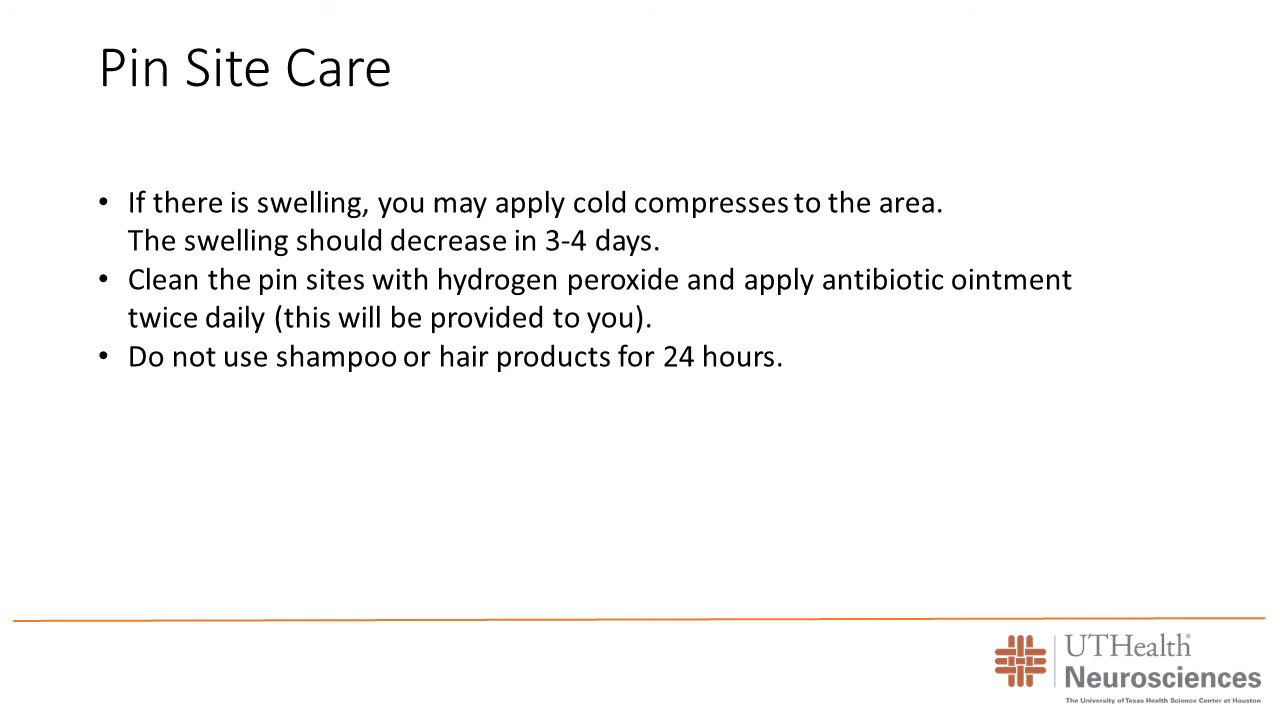 Pin Site Care
• If there is swelling, you may apply cold compresses to the area.
The swelling should decrease in 3-4 days.
• Clean the pin sites with hydrogen peroxide and apply antibiotic ointment
twice daily (this will be provided to you).
• Do not use shampoo or hair products for 24 hours.
UTHealth®
Neurosciences
The University of Texas Health Science Center at Houston